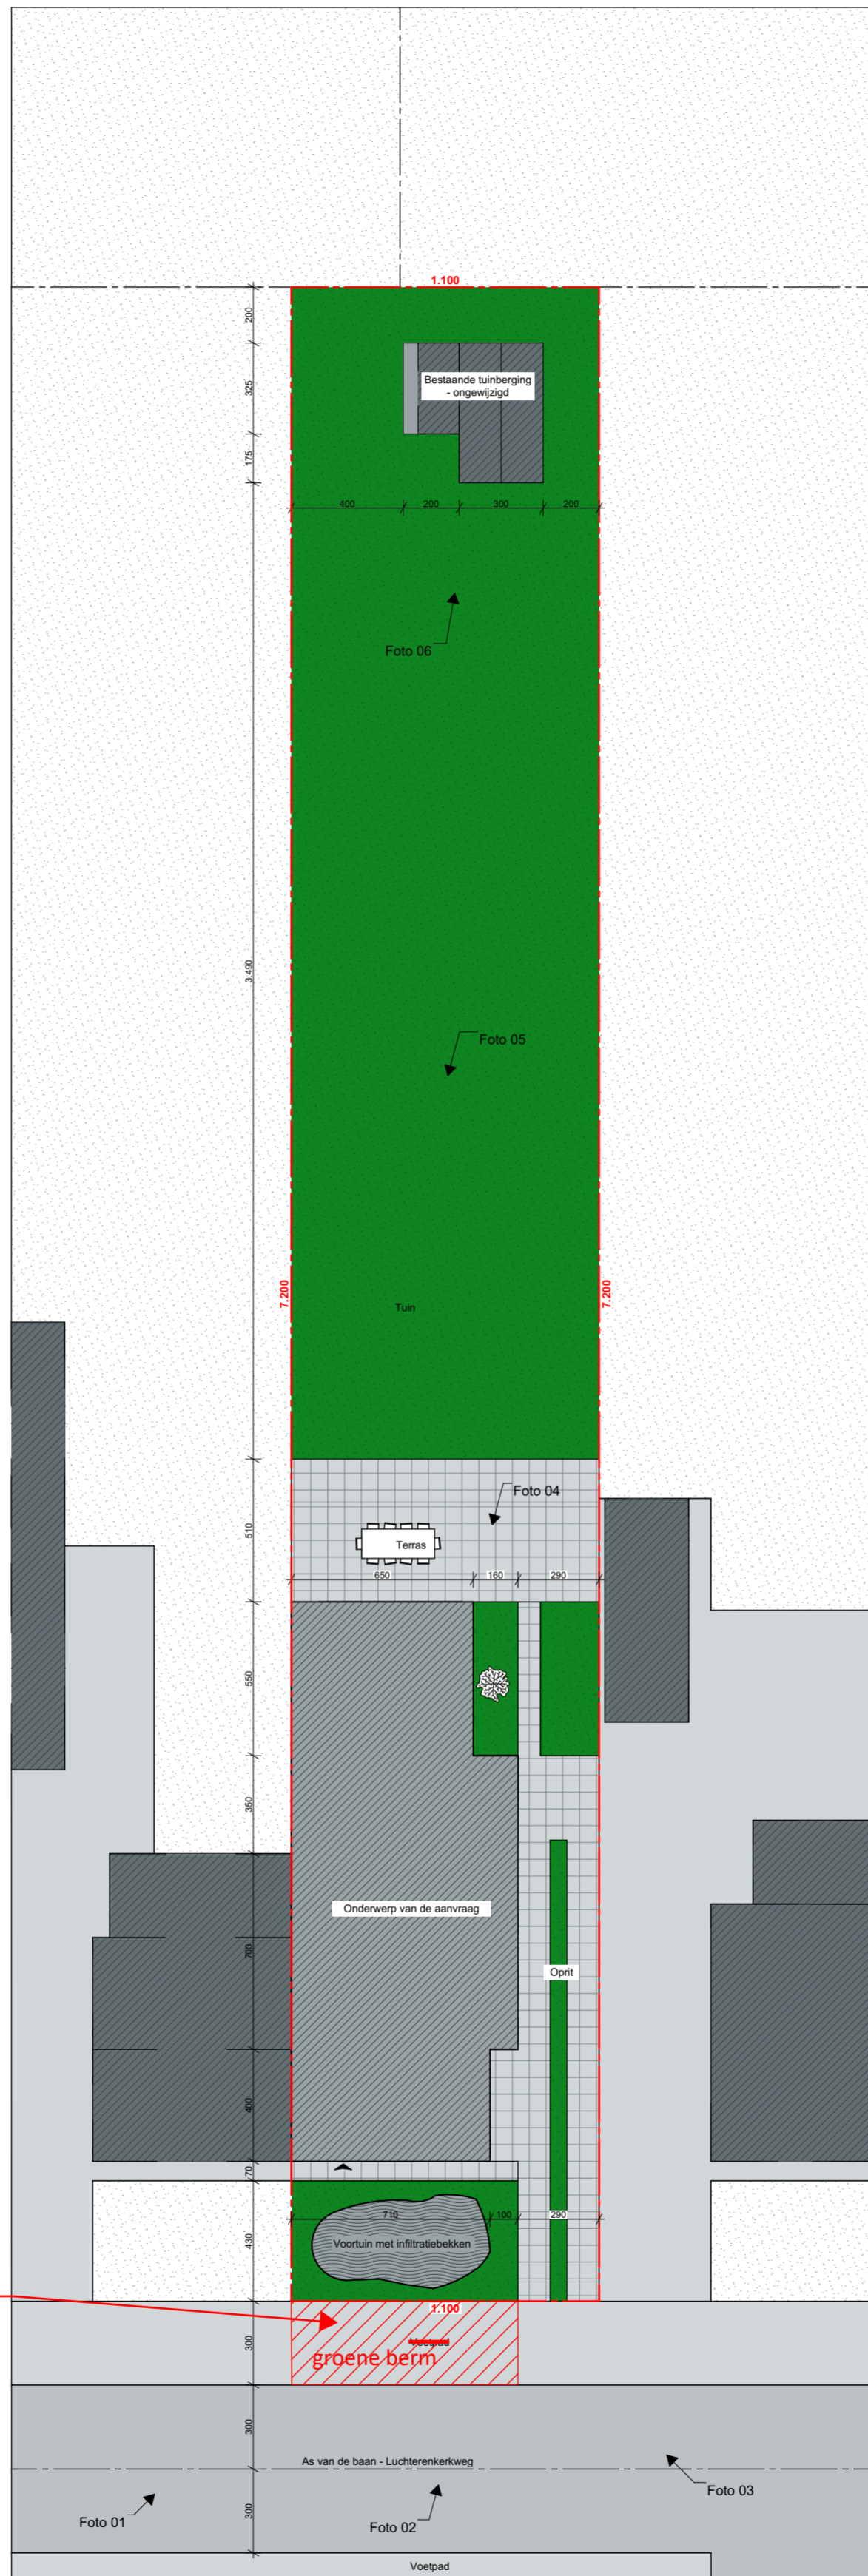 1.100
200
325
Bestaande tuinberging
- ongewijzigd
175
400
200
300
200
Foto 06
3.490
Foto 05
7.200
7.200
Tuin
Foto 04
510
Terras
650
160
290
550
350
Onderwerp van de aanvraag
700
Oprit
400
70
710
100
290
430
Voortuin met infiltratiebekken
1.100
Voetpad
300
groene berm
300
As van de baan - Luchterenkerkweg
Foto 03
Foto 01
Foto 02
300
Voetpad